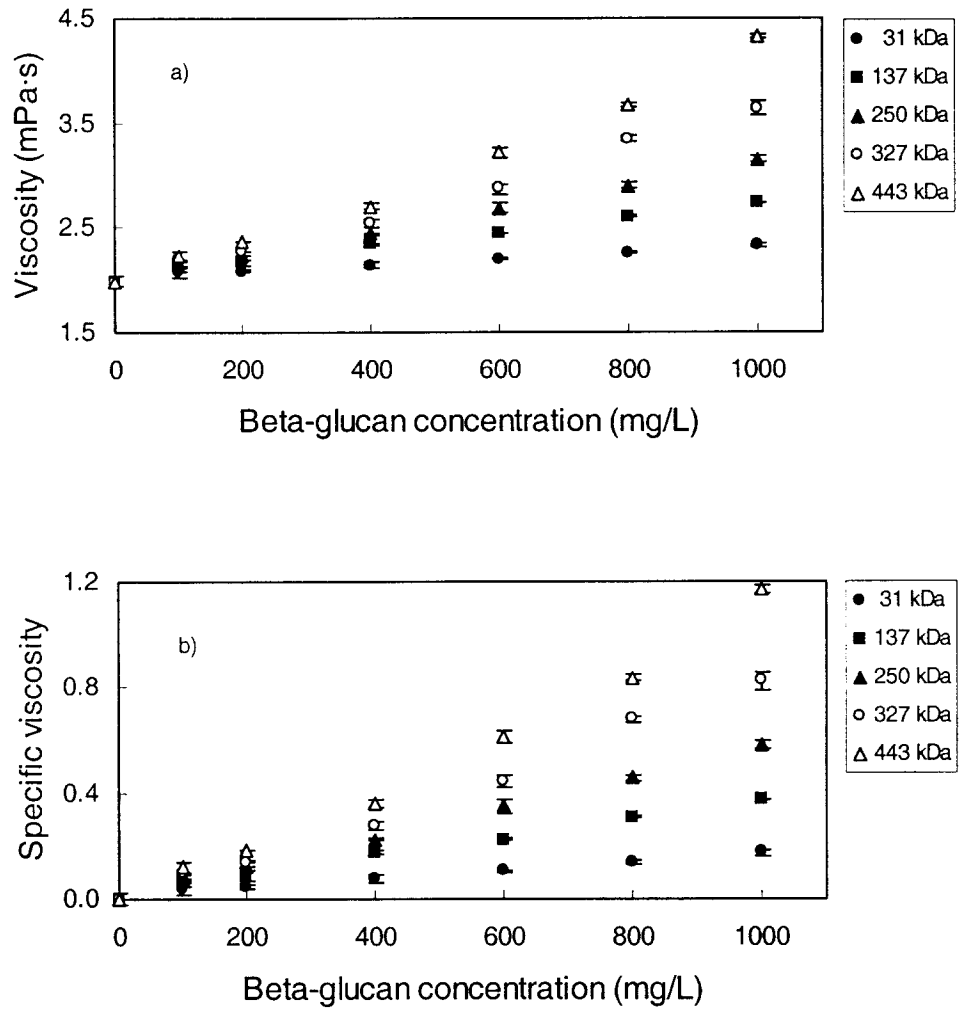 4.5
3.5
2.5
1.5
Viscosity (mPa·s)
a)
0 200 400 600 800 1000
Beta-glucan concentration (mg/L)
31 kDa
137 kDa
250 kDa
327 kDa
443 kDa
1.2
0.8
0.4
0.0
Specific viscosity
b)
0 200 400 600 800 1000
Beta-glucan concentration (mg/L)
31 kDa
137 kDa
250 kDa
327 kDa
443 kDa